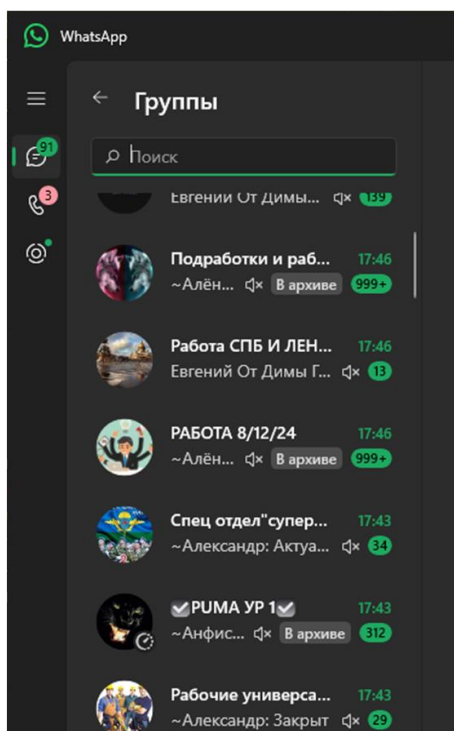 WhatsApp
Группы
91
Поиск
3
Евгений От Димы... 139
Подработки и раб... 17:46
~Алён... В архиве 999+
Работа СПБ И ЛЕН... 17:46
Евгений От Димы Г... 13
РАБОТА 8/12/24 17:46
~Алён... В архиве 999+
Спец отдел"супер... 17:43
~Александр: Актуа... 34
✅PUMA УР 1✅ 17:43
~Анфис... В архиве 312
Рабочие универса... 17:43
~Александр: Закрыт 29